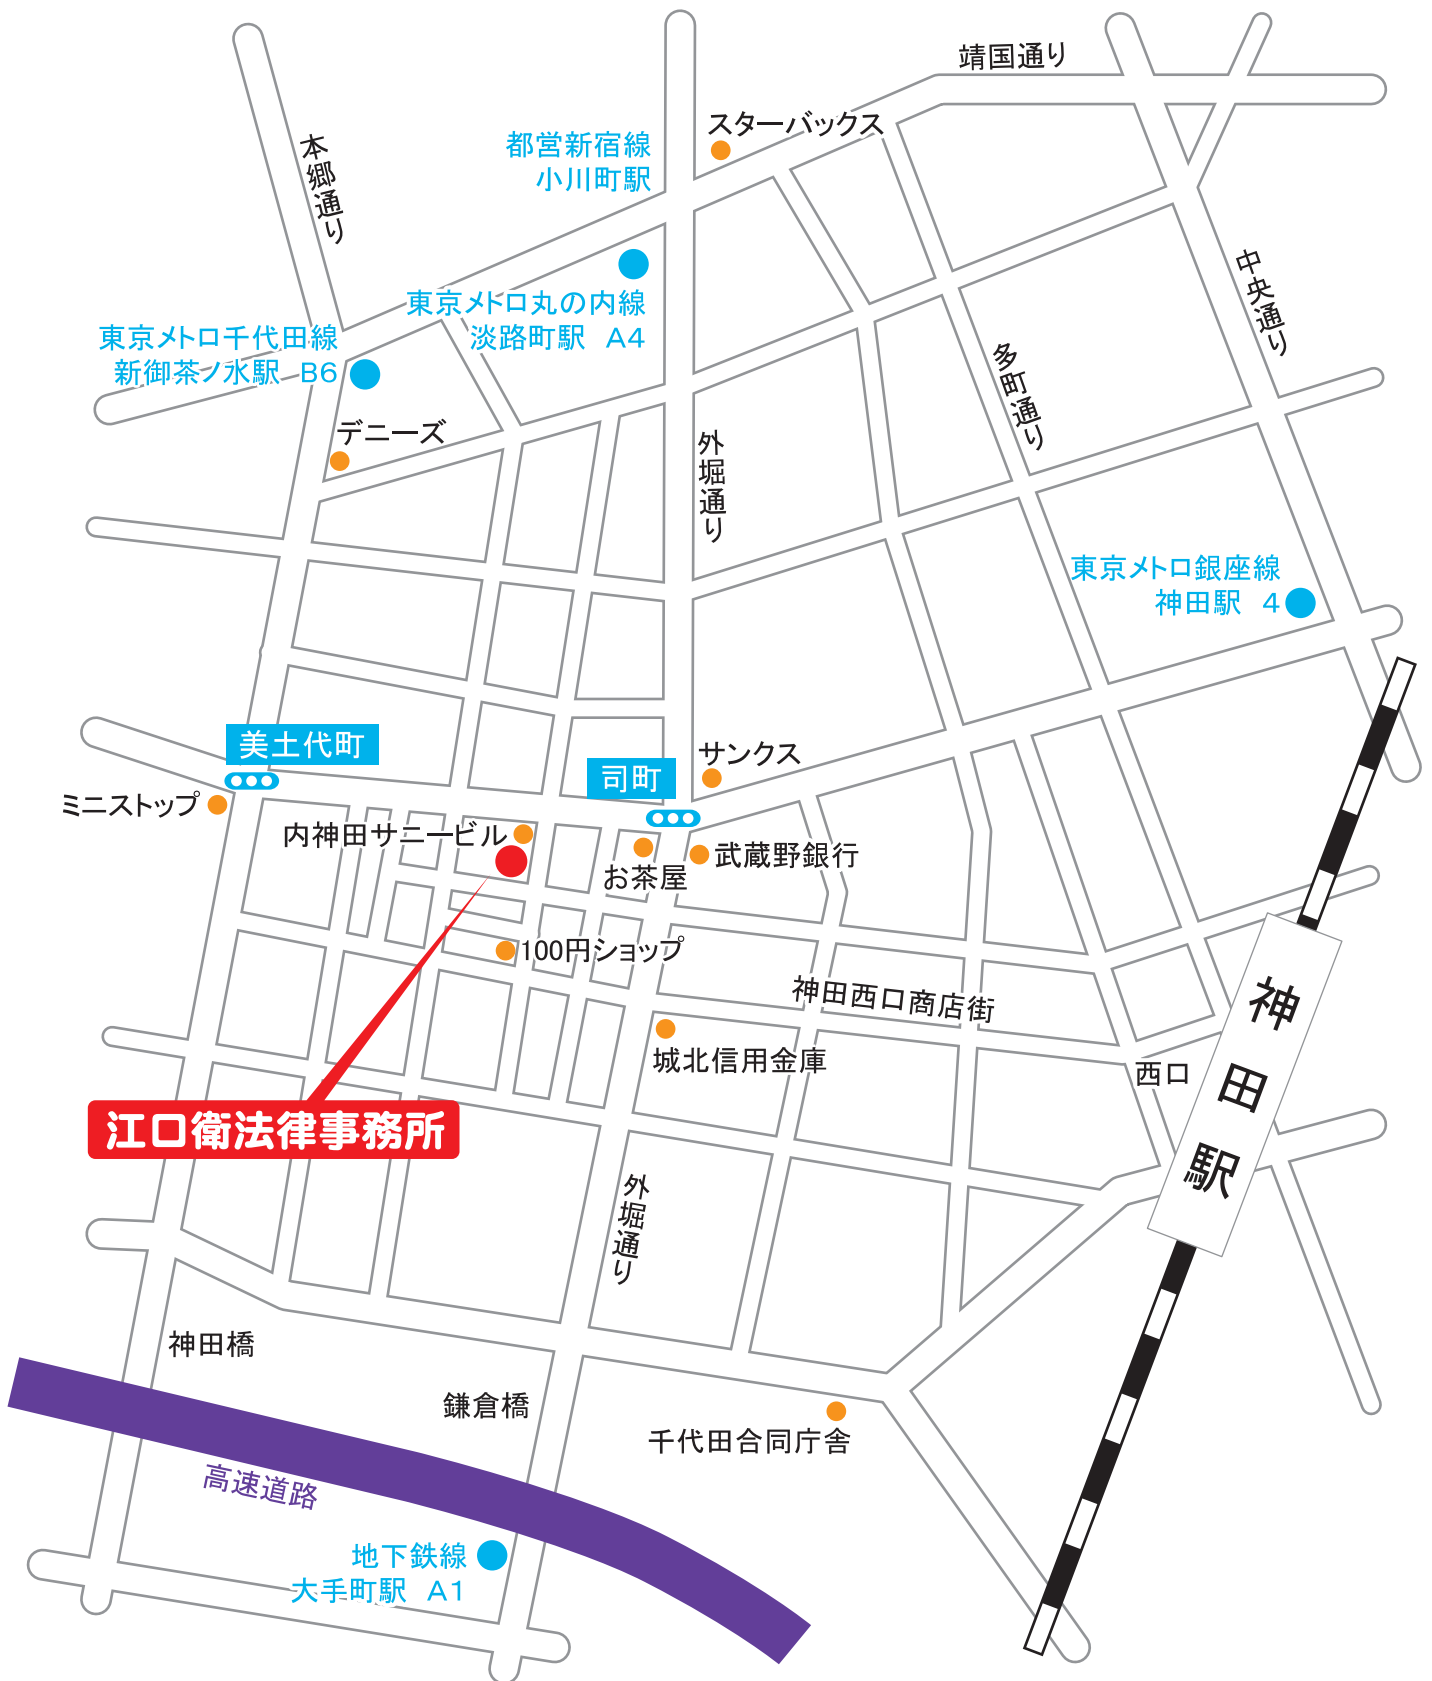 靖国通り
スターバックス
都営新宿線
小川町駅
本郷通り
中央通り
東京メトロ丸の内線
淡路町駅 A4
東京メトロ千代田線
新御茶ノ水駅 B6
多町通り
デニーズ
外堀通り
東京メトロ銀座線
神田駅 4
美土代町
サンクス
司町
ミニストップ
内神田サニービル
武蔵野銀行
お茶屋
100円ショップ
神田西口商店街
城北信用金庫
西口
神田駅
江口衛法律事務所
外堀通り
神田橋
鎌倉橋
千代田合同庁舎
高速道路
地下鉄線
大手町駅 A1